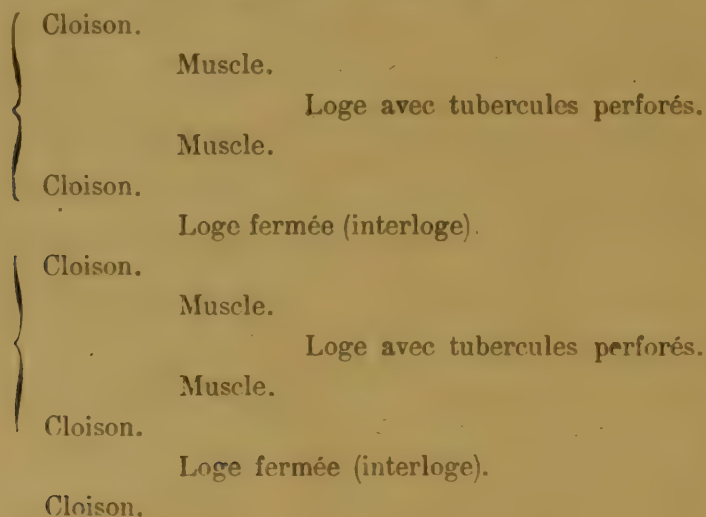 Cloison.
Muscle.
Loge avec tubercules perforés.
Muscle.
Cloison.
Loge fermée (interloge).
Cloison.
Muscle.
Loge avec tubercules perforés.
Muscle.
Cloison.
Loge fermée (interloge).
Cloison.